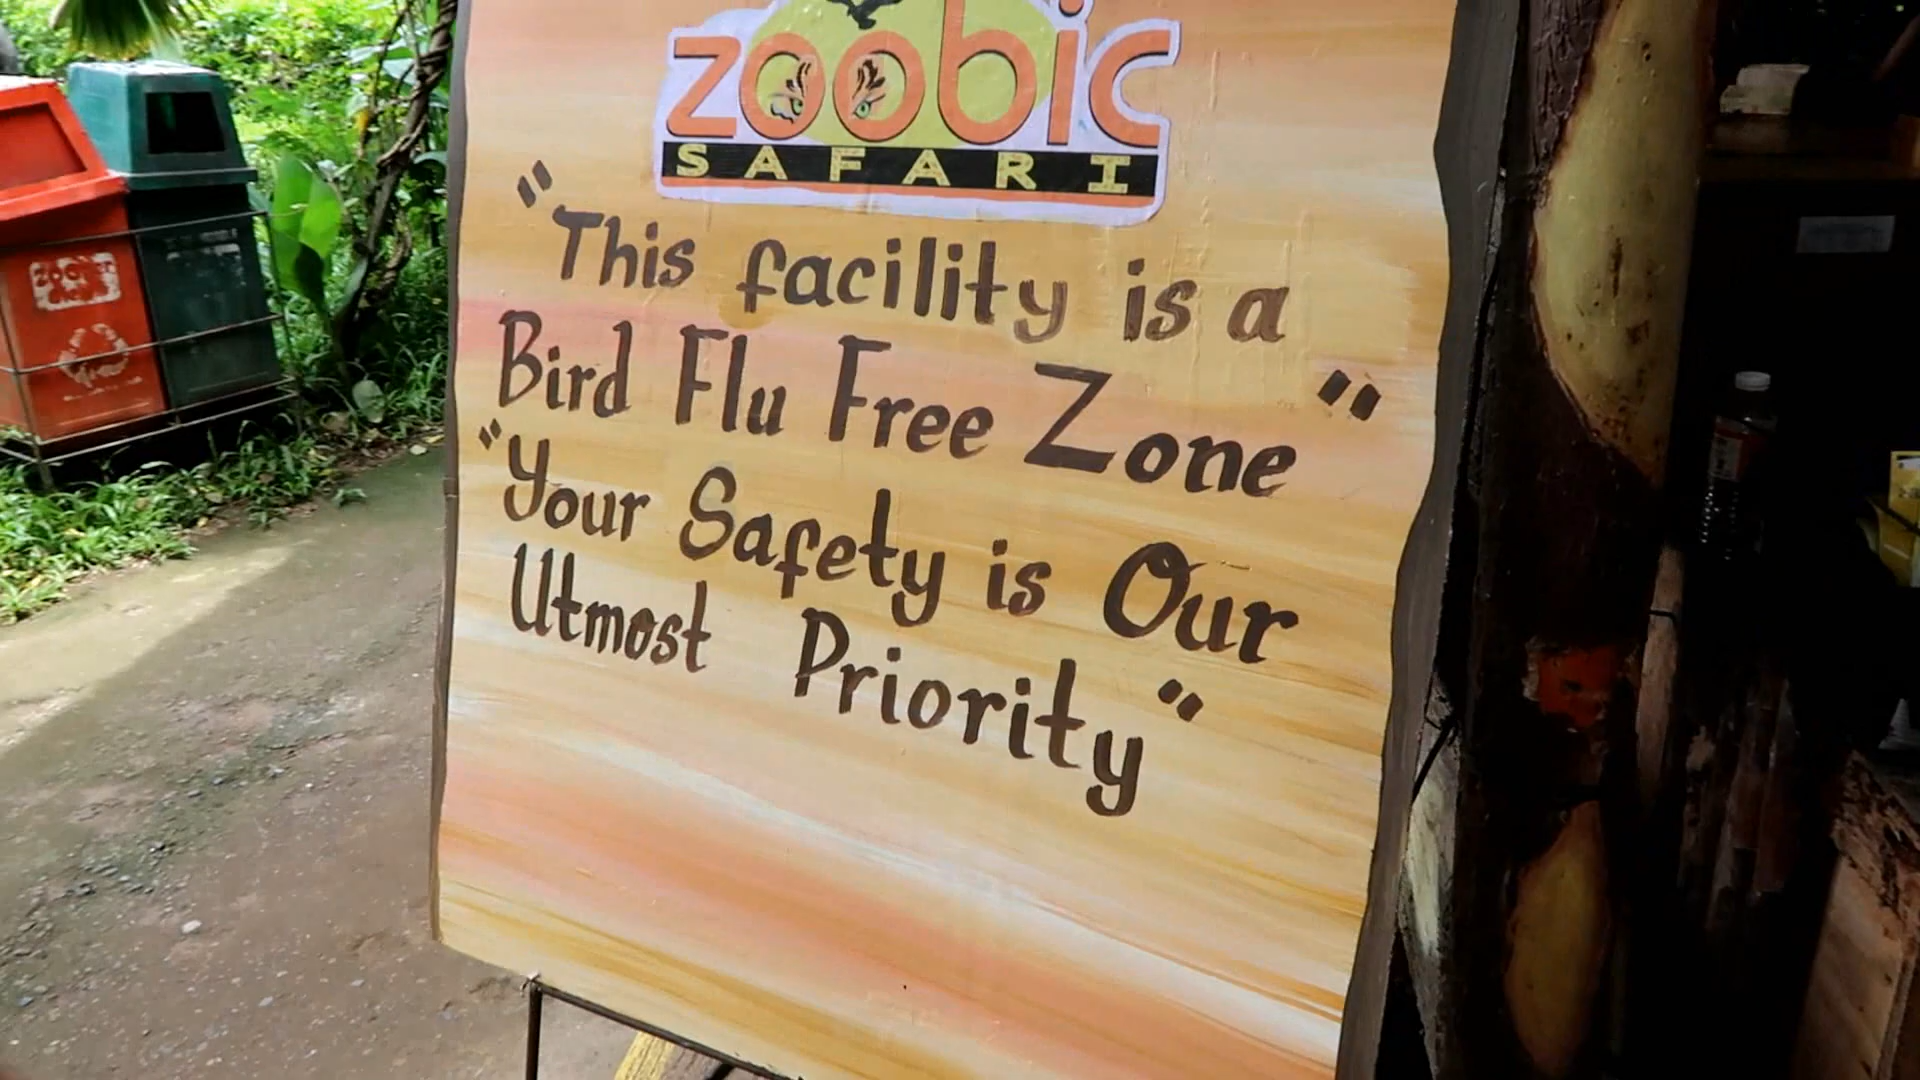 zoobic
SAFARI
"This facility is a
Bird Flu Free Zone"
"Your Safety is Our
Utmost Priority"